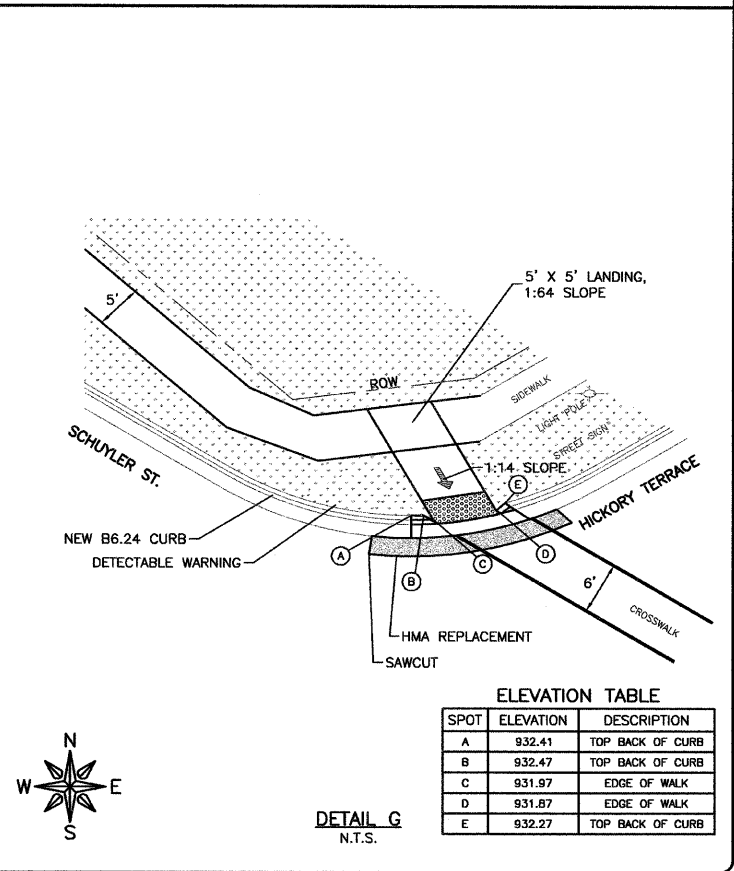 5' X 5' LANDING,
1:64 SLOPE
5'
ROW
SIDEWALK
LIGHT POLE
STREET SIGN
1:14 SLOPE
E
SCHUYLER ST.
HICKORY TERRACE
NEW B6.24 CURB
DETECTABLE WARNING
A
B
C
D
6'
CROSSWALK
HMA REPLACEMENT
SAWCUT
ELEVATION TABLE
SPOT ELEVATION DESCRIPTION
A 932.41 TOP BACK OF CURB
B 932.47 TOP BACK OF CURB
C 931.97 EDGE OF WALK
D 931.87 EDGE OF WALK
E 932.27 TOP BACK OF CURB
N
W E
S
DETAIL G
N.T.S.